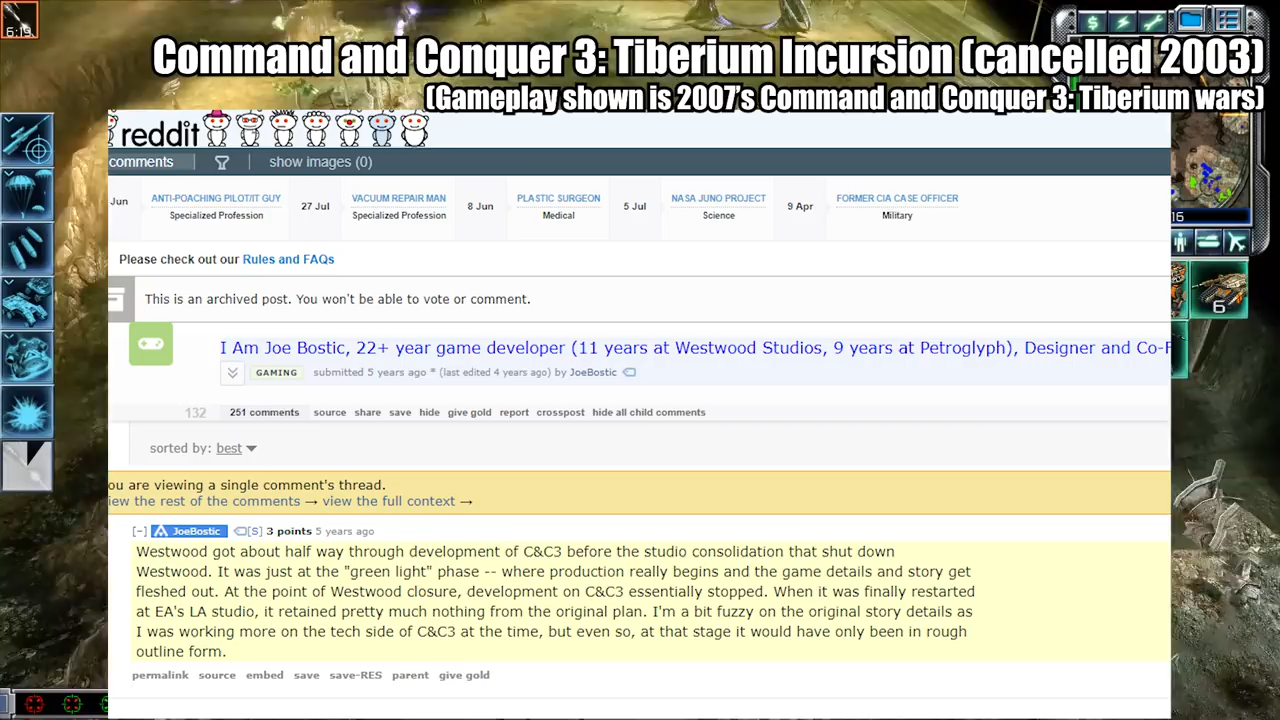 6:15
Command and Conquer 3: Tiberium Incursion (cancelled 2003)
(Gameplay shown is 2007's Command and Conquer 3: Tiberium wars)
reddit
comments show images (0)
Jun ANTI-POACHING PILOT/IT GUY 27 Jul VACUUM REPAIR MAN 8 Jun PLASTIC SURGEON 5 Jul NASA JUNO PROJECT 9 Apr FORMER CIA CASE OFFICER
Specialized Profession Specialized Profession Medical Science Military
16
Please check out our Rules and FAQs
This is an archived post. You won't be able to vote or comment.
6
I Am Joe Bostic, 22+ year game developer (11 years at Westwood Studios, 9 years at Petroglyph), Designer and Co-F
GAMING submitted 5 years ago * (last edited 4 years ago) by JoeBostic
132 251 comments source share save hide give gold report crosspost hide all child comments
sorted by: best
ou are viewing a single comment's thread.
iew the rest of the comments → view the full context →
[–] JoeBostic [S] 3 points 5 years ago
Westwood got about half way through development of C&C3 before the studio consolidation that shut down
Westwood. It was just at the "green light" phase -- where production really begins and the game details and story get
fleshed out. At the point of Westwood closure, development on C&C3 essentially stopped. When it was finally restarted
at EA's LA studio, it retained pretty much nothing from the original plan. I'm a bit fuzzy on the original story details as
I was working more on the tech side of C&C3 at the time, but even so, at that stage it would have only been in rough
outline form.
permalink source embed save save-RES parent give gold